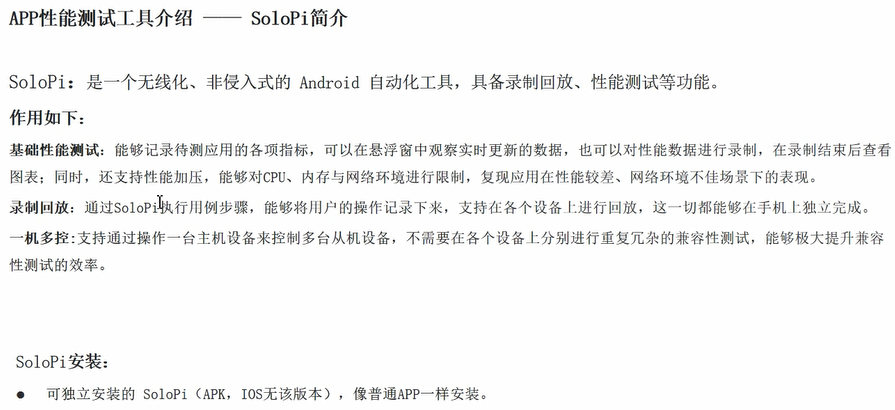 APP性能测试工具介绍 —— SoloPi简介
SoloPi：是一个无线化、非侵入式的 Android 自动化工具，具备录制回放、性能测试等功能。
作用如下：
基础性能测试：能够记录待测应用的各项指标，可以在悬浮窗中观察实时更新的数据，也可以对性能数据进行录制，在录制结束后查看
图表；同时，还支持性能加压，能够对CPU、内存与网络环境进行限制，复现应用在性能较差、网络环境不佳场景下的表现。
录制回放：通过SoloPi执行用例步骤，能够将用户的操作记录下来，支持在各个设备上进行回放，这一切都能够在手机上独立完成。
一机多控:支持通过操作一台主机设备来控制多台从机设备，不需要在各个设备上分别进行重复冗杂的兼容性测试，能够极大提升兼容
性测试的效率。
SoloPi安装：
● 可独立安装的 SoloPi（APK，IOS无该版本），像普通APP一样安装。